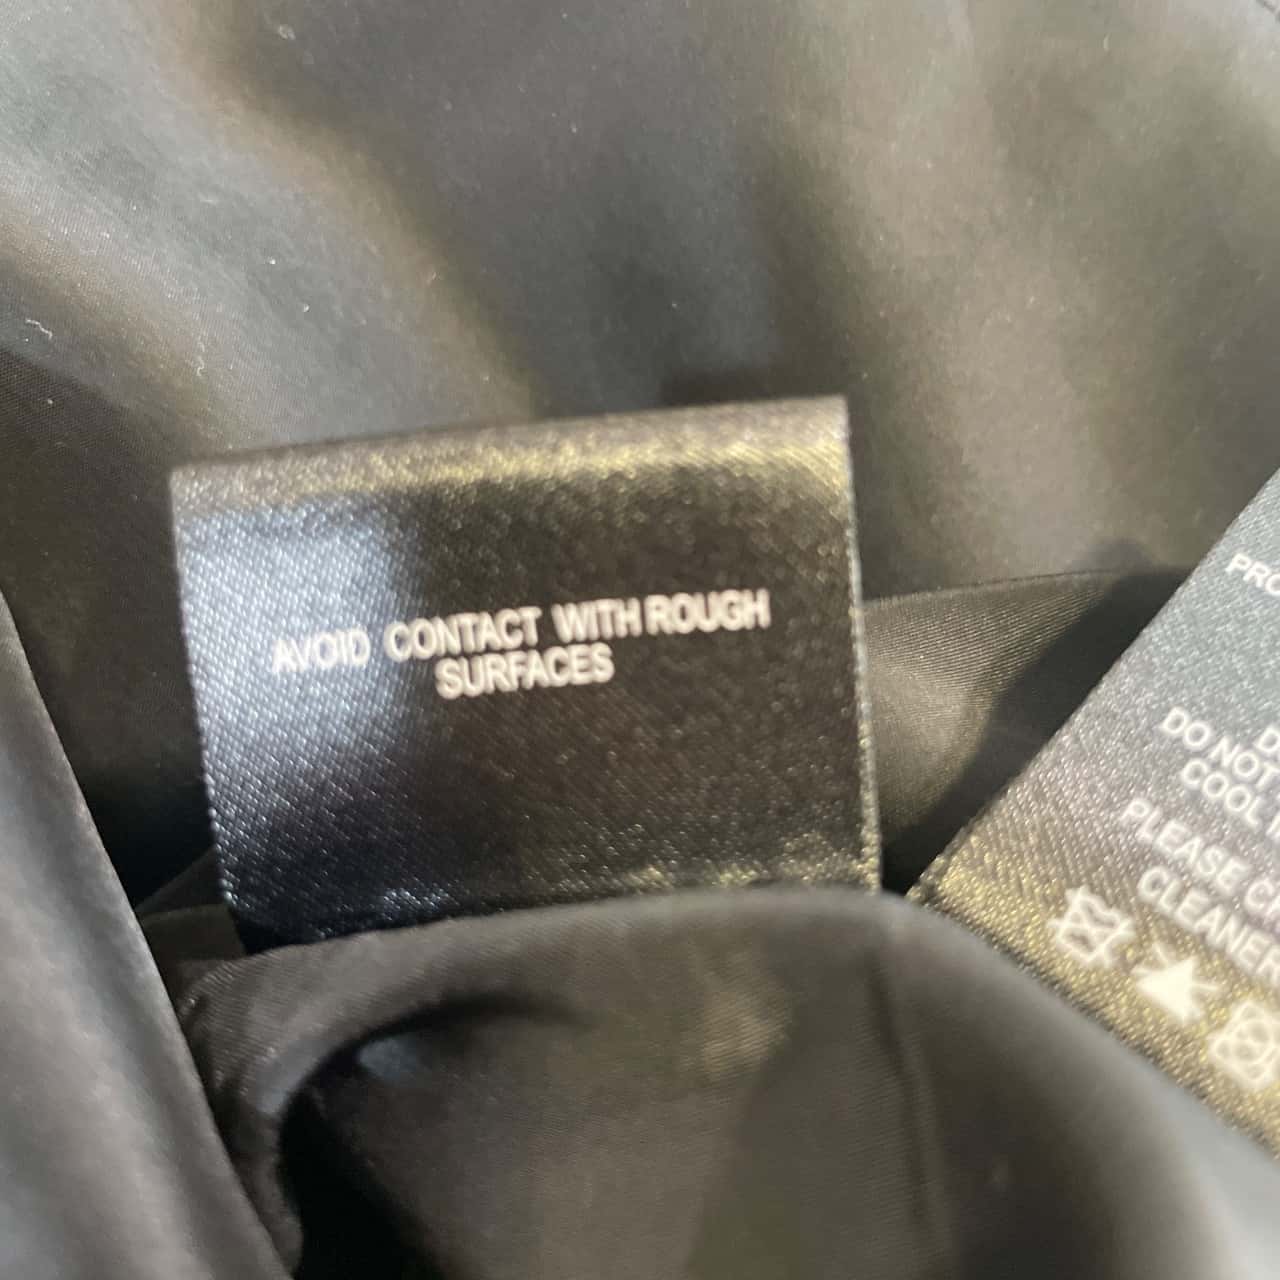 AVOID CONTACT WITH ROUGH
SURFACES
DO NOT
COOL
PLEASE
CLEANER